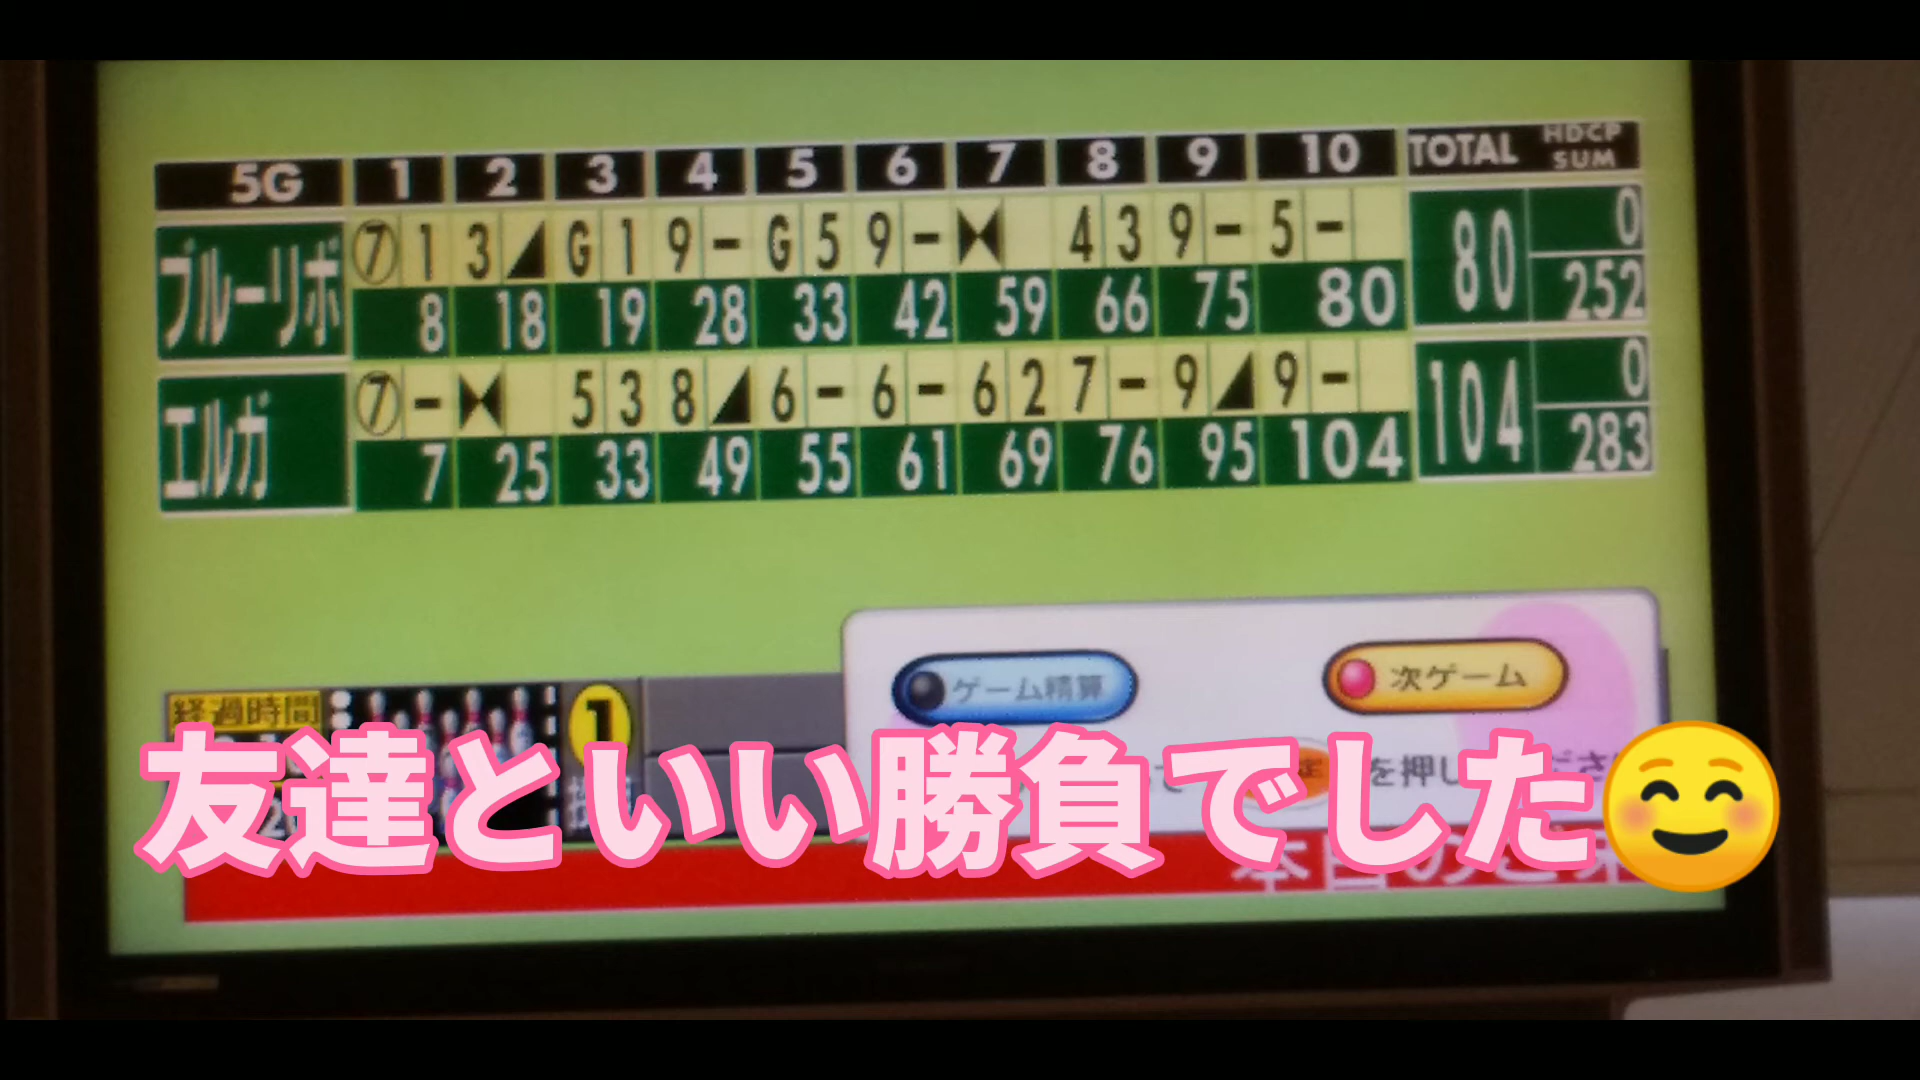 5G 1 2 3 4 5 6 7 8 9 10 TOTAL HDCP SUM
ブルーリボ ⑦ 1 3 ◢ G 1 9 - G 5 9 - ⧓ 4 3 9 - 5 - 80 0
8 18 19 28 33 42 59 66 75 80 252
エルガ ⑦ - ⧓ 5 3 8 ◢ 6 - 6 - 6 2 7 - 9 ◢ 9 - 104 0
7 25 33 49 55 61 69 76 95 104 283
ゲーム精算 次ゲーム
経過時間 1
を押し
友達といい勝負でした☺️
本日のご来